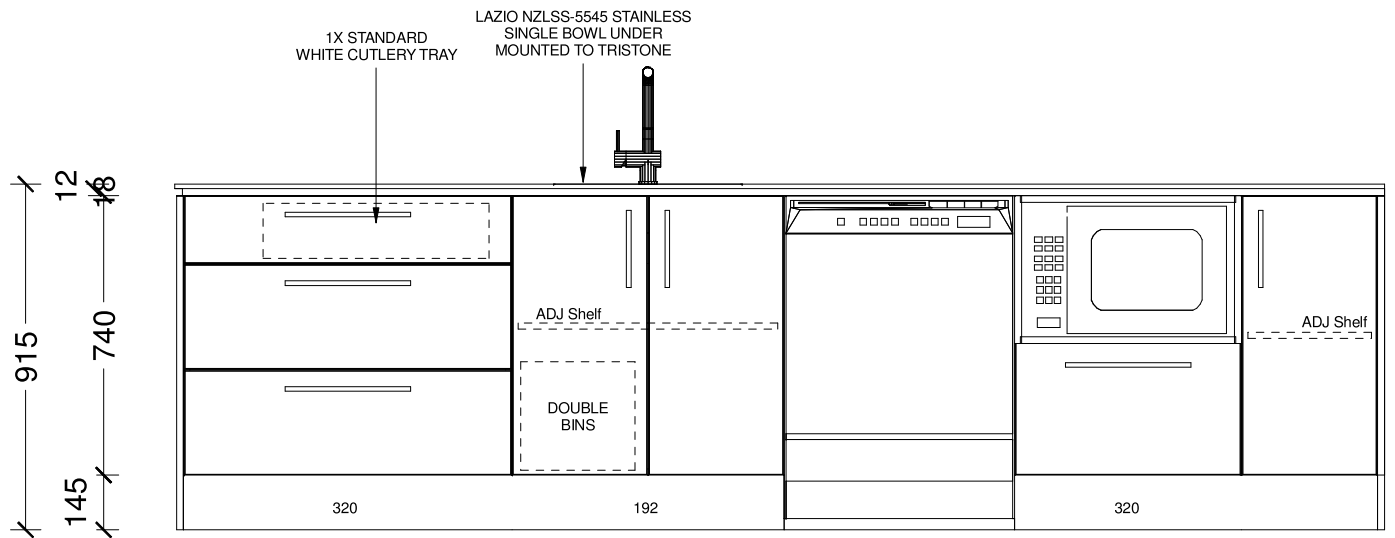 LAZIO NZLSS-5545 STAINLESS
SINGLE BOWL UNDER
MOUNTED TO TRISTONE
1X STANDARD
WHITE CUTLERY TRAY
12
18
915
740
145
ADJ Shelf
ADJ Shelf
DOUBLE
BINS
320
192
320